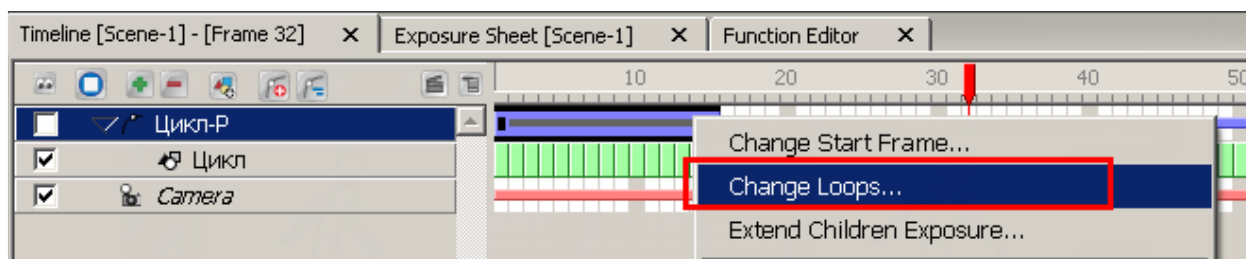 Timeline [Scene-1] - [Frame 32] X Exposure Sheet [Scene-1] X Function Editor X
10 20 30 40 50
Цикл-P
Change Start Frame...
Цикл
Change Loops...
Camera
Extend Children Exposure...